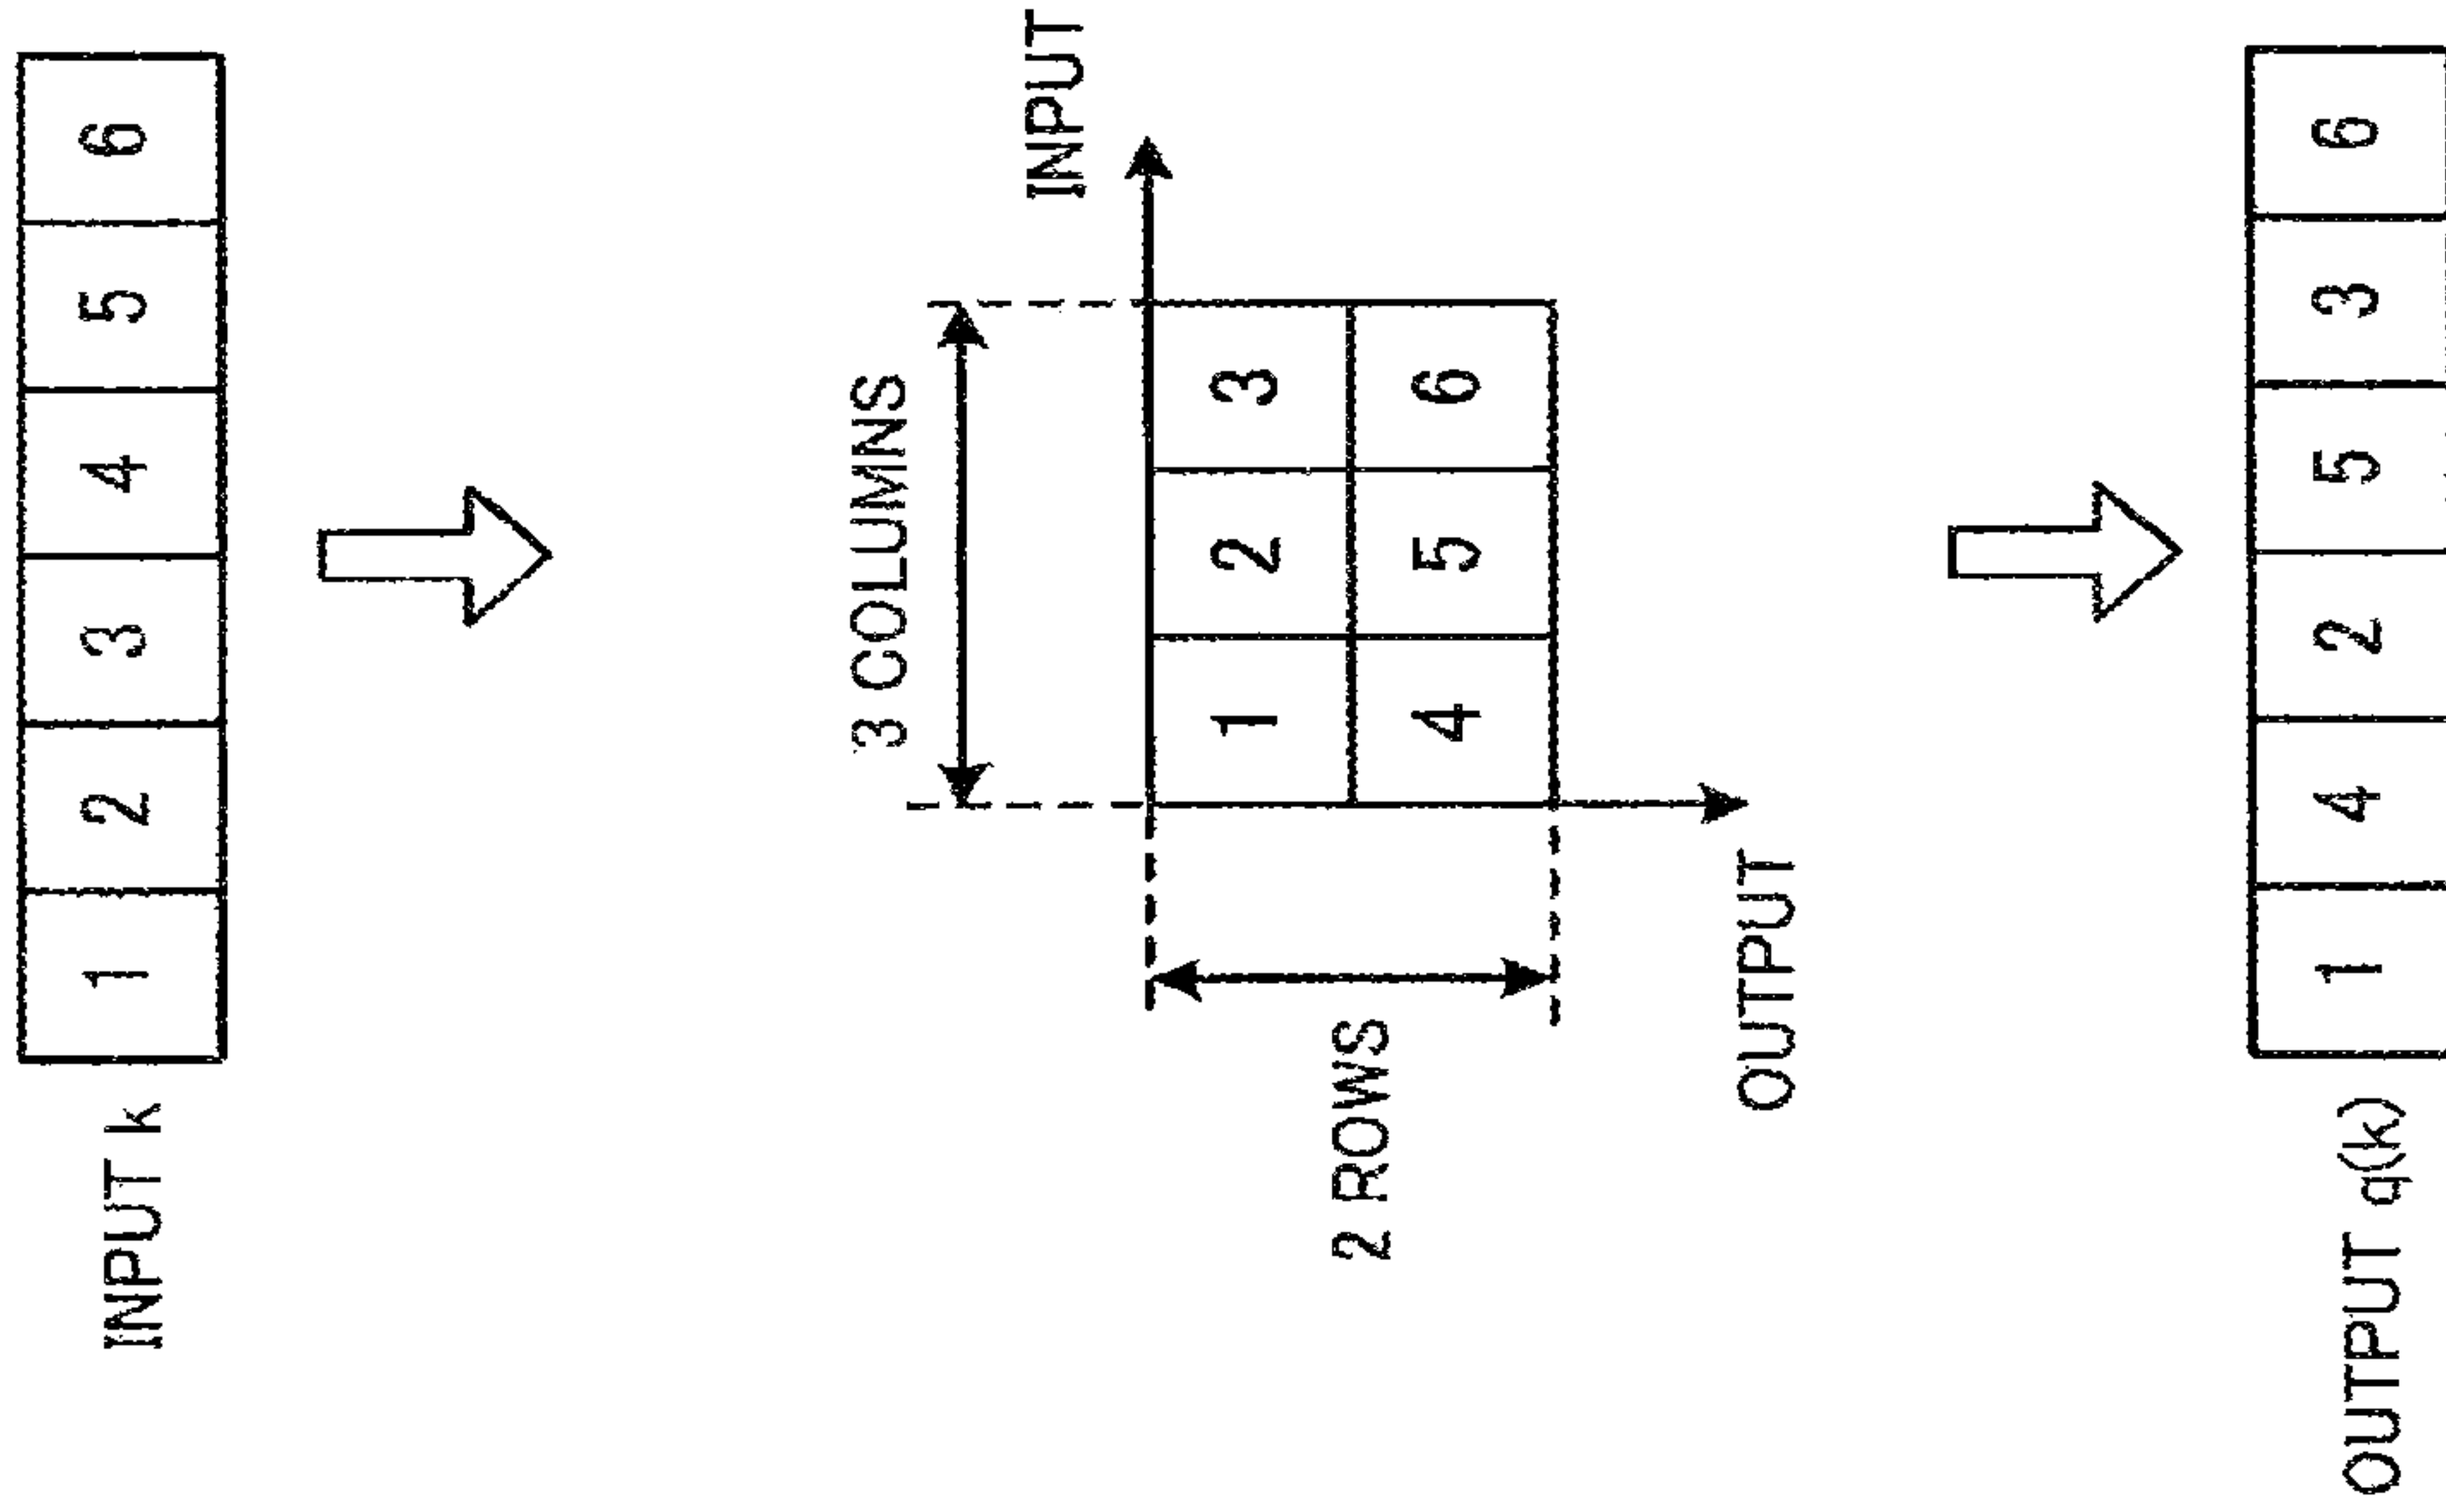 INPUT k 1 2 3 4 5 6
3 COLUMNS
INPUT
2 ROWS
1 2 3
4 5 6
OUTPUT
OUTPUT q(k) 1 4 2 5 3 6